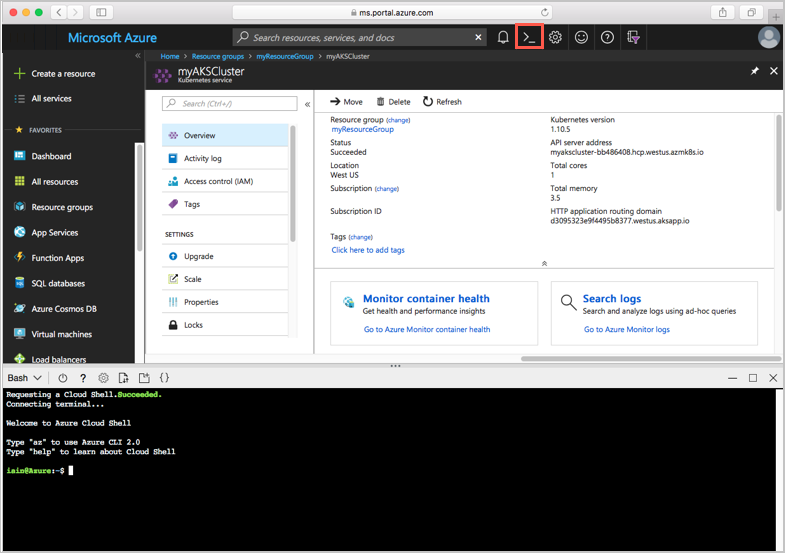 ms.portal.azure.com
Microsoft Azure
Search resources, services, and docs
Home > Resource groups > myResourceGroup > myAKSCluster
myAKSCluster
Kubernetes service
Create a resource
All services
FAVORITES
Dashboard
All resources
Resource groups
App Services
Function Apps
SQL databases
Azure Cosmos DB
Virtual machines
Load balancers
Search (Ctrl+/)
Overview
Activity log
Access control (IAM)
Tags
SETTINGS
Upgrade
Scale
Properties
Locks
Move Delete Refresh
Resource group (change)
myResourceGroup
Status
Succeeded
Location
West US
Subscription (change)
Subscription ID
Tags (change)
Click here to add tags
Kubernetes version
1.10.5
API server address
myakscluster-bb486408.hcp.westus.azmk8s.io
Total cores
1
Total memory
3.5
HTTP application routing domain
d3095323e9f4495b8377.westus.aksapp.io
Monitor container health
Get health and performance insights
Go to Azure Monitor container health
Search logs
Search and analyze logs using ad-hoc queries
Go to Azure Monitor logs
Bash
Requesting a Cloud Shell.Succeeded.
Connecting terminal...
Welcome to Azure Cloud Shell
Type "az" to use Azure CLI 2.0
Type "help" to learn about Cloud Shell
iain@Azure:~$